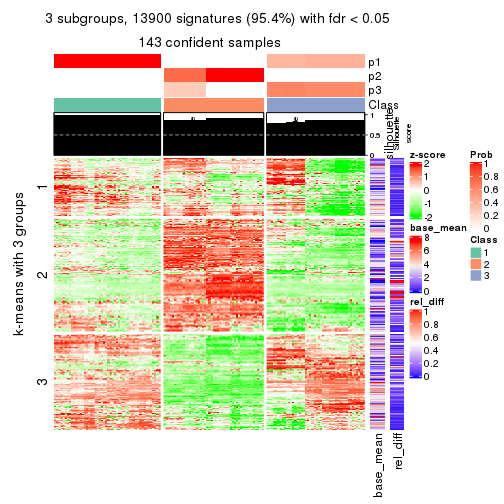 3 subgroups, 13900 signatures (95.4%) with fdr < 0.05
143 confident samples
p1
p2
p3
Class
1
0.5
0
silhouette
Silhouette
score
k-means with 3 groups
1
2
3
base_mean
rel_diff
z-score
2
1
0
-1
-2
base_mean
8
6
4
2
0
rel_diff
1
0.8
0.6
0.4
0.2
0
Prob
1
0.8
0.6
0.4
0.2
0
Class
1
2
3